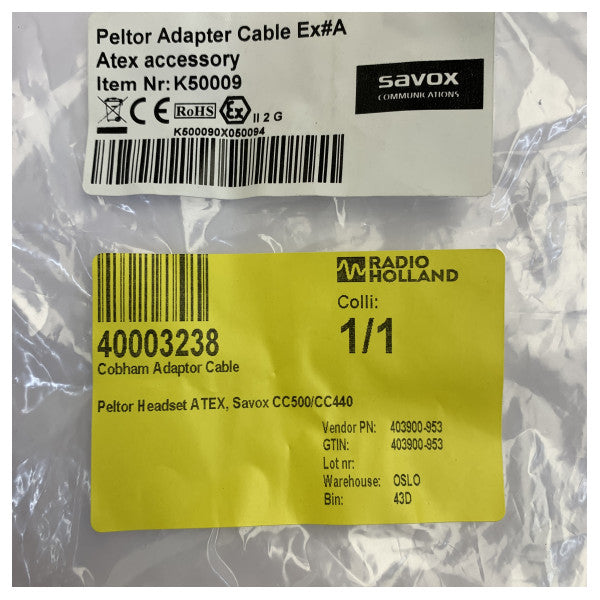 Peltor Adapter Cable Ex#A
Atex accessory
Item Nr: K50009
savox
COMMUNICATIONS
CE RoHS Ex II 2 G
K500090X050094
RADIO
HOLLAND
Colli:
1/1
40003238
Cobham Adaptor Cable
Peltor Headset ATEX, Savox CC500/CC440
Vendor PN: 403900-953
GTIN: 403900-953
Lot nr:
Warehouse: OSLO
Bin: 43D